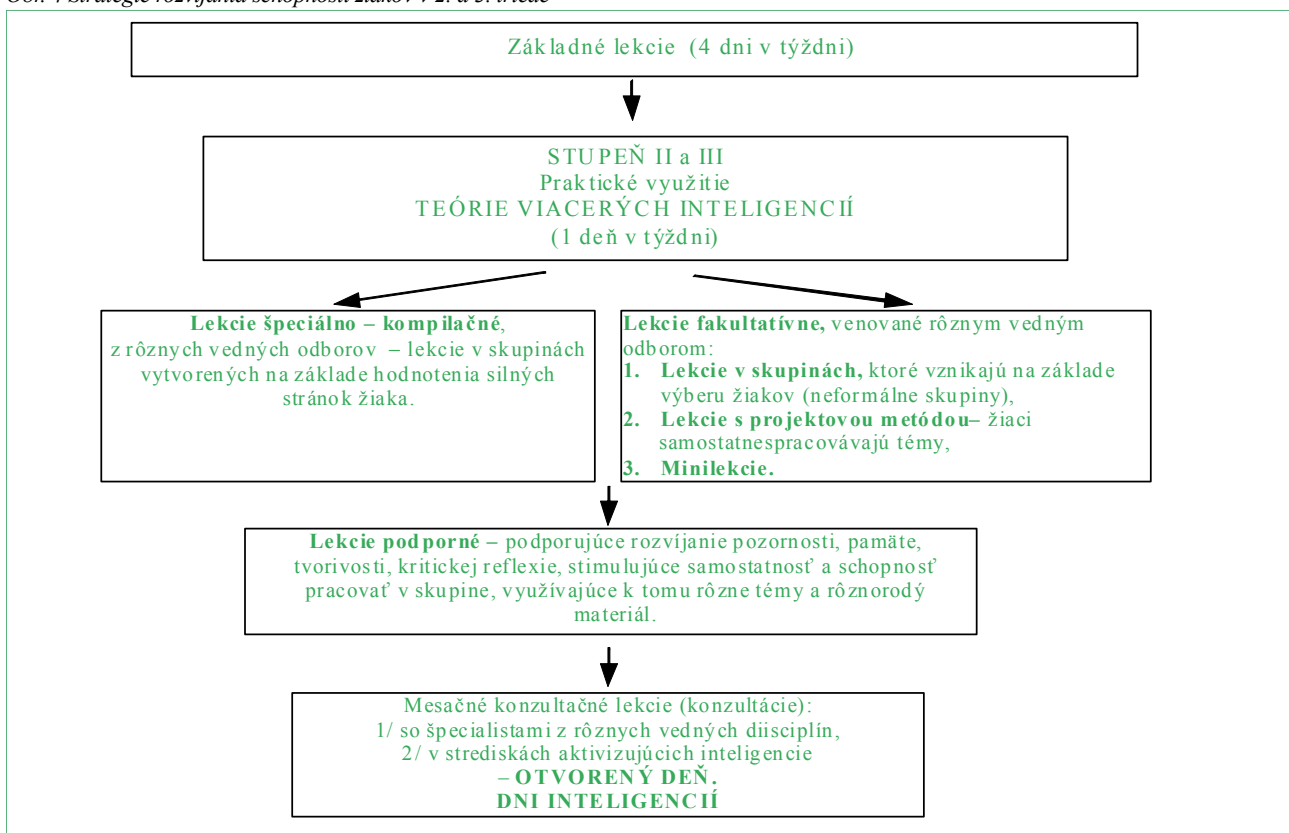 Základné lekcie (4 dni v týždni)
STUPEŇ II a III
Praktické využitie
TEÓRIE VIACERÝCH INTELIGENCIÍ
(1 deň v týždni)
Lekcie špeciálno – kompilačné,
z rôznych vedných odborov – lekcie v skupinách
vytvorených na základe hodnotenia silných
stránok žiaka.
Lekcie fakultatívne, venované rôznym vedným
odborom:
1. Lekcie v skupinách, ktoré vznikajú na základe
výberu žiakov (neformálne skupiny),
2. Lekcie s projektovou metódou– žiaci
samostatnespracovávajú témy,
3. Minilekcie.
Lekcie podporné – podporujúce rozvíjanie pozornosti, pamäte,
tvorivosti, kritickej reflexie, stimulujúce samostatnosť a schopnosť
pracovať v skupine, využívajúce k tomu rôzne témy a rôznorodý
materiál.
Mesačné konzultačné lekcie (konzultácie):
1/ so špecialistami z rôznych vedných diisciplín,
2/ v strediskách aktivizujúcich inteligencie
– OTVORENÝ DEŇ.
DNI INTELIGENCIÍ